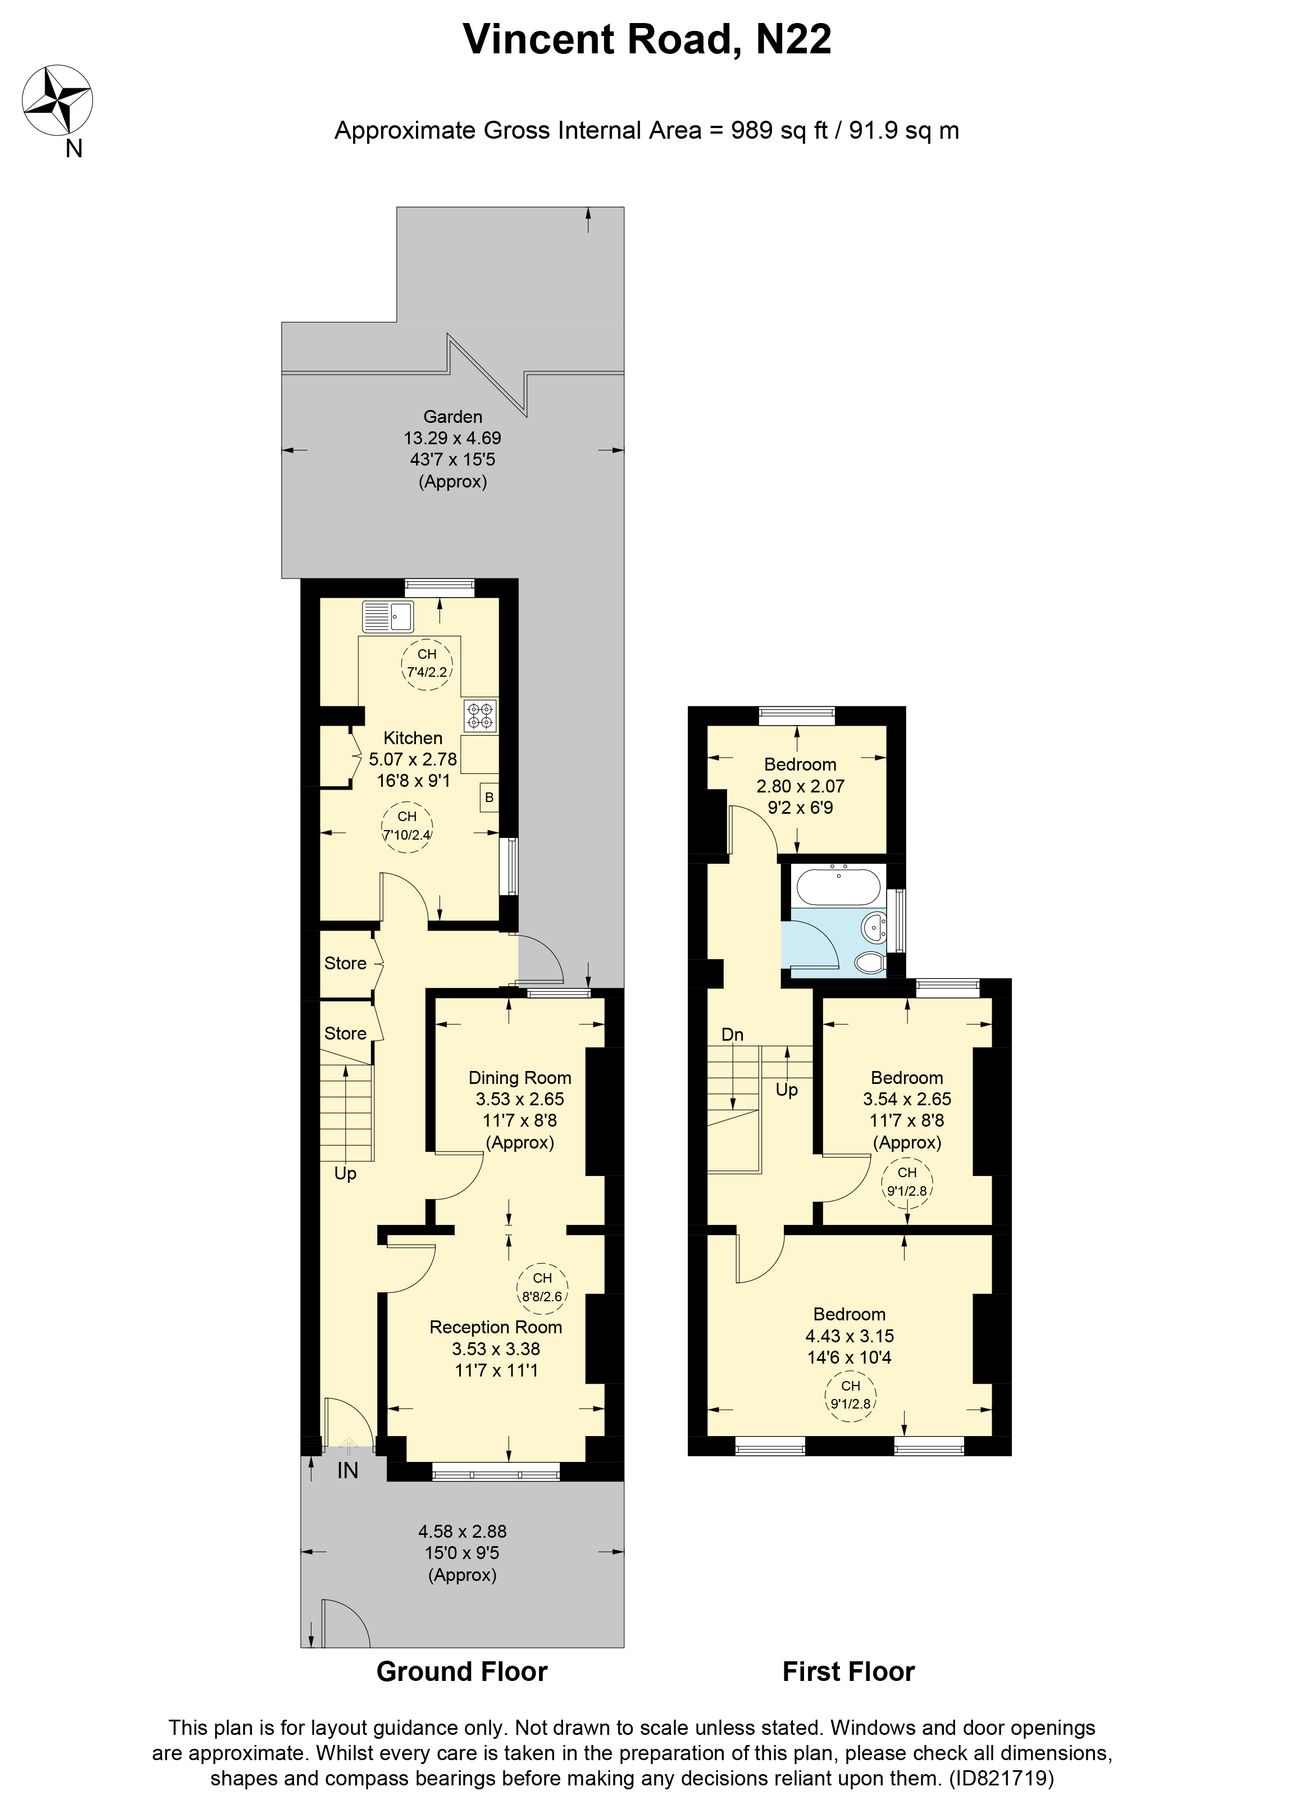 Vincent Road, N22
N
Approximate Gross Internal Area = 989 sq ft / 91.9 sq m
Garden
13.29 x 4.69
43'7 x 15'5
(Approx)
CH
7'4/2.2
Kitchen
5.07 x 2.78
16'8 x 9'1
B
CH
7'10/2.4
Store
Store
Up
Dining Room
3.53 x 2.65
11'7 x 8'8
(Approx)
CH
8'8/2.6
Reception Room
3.53 x 3.38
11'7 x 11'1
IN
4.58 x 2.88
15'0 x 9'5
(Approx)
Ground Floor
Bedroom
2.80 x 2.07
9'2 x 6'9
Dn
Up
Bedroom
3.54 x 2.65
11'7 x 8'8
(Approx)
CH
9'1/2.8
Bedroom
4.43 x 3.15
14'6 x 10'4
CH
9'1/2.8
First Floor
This plan is for layout guidance only. Not drawn to scale unless stated. Windows and door openings
are approximate. Whilst every care is taken in the preparation of this plan, please check all dimensions,
shapes and compass bearings before making any decisions reliant upon them. (ID821719)